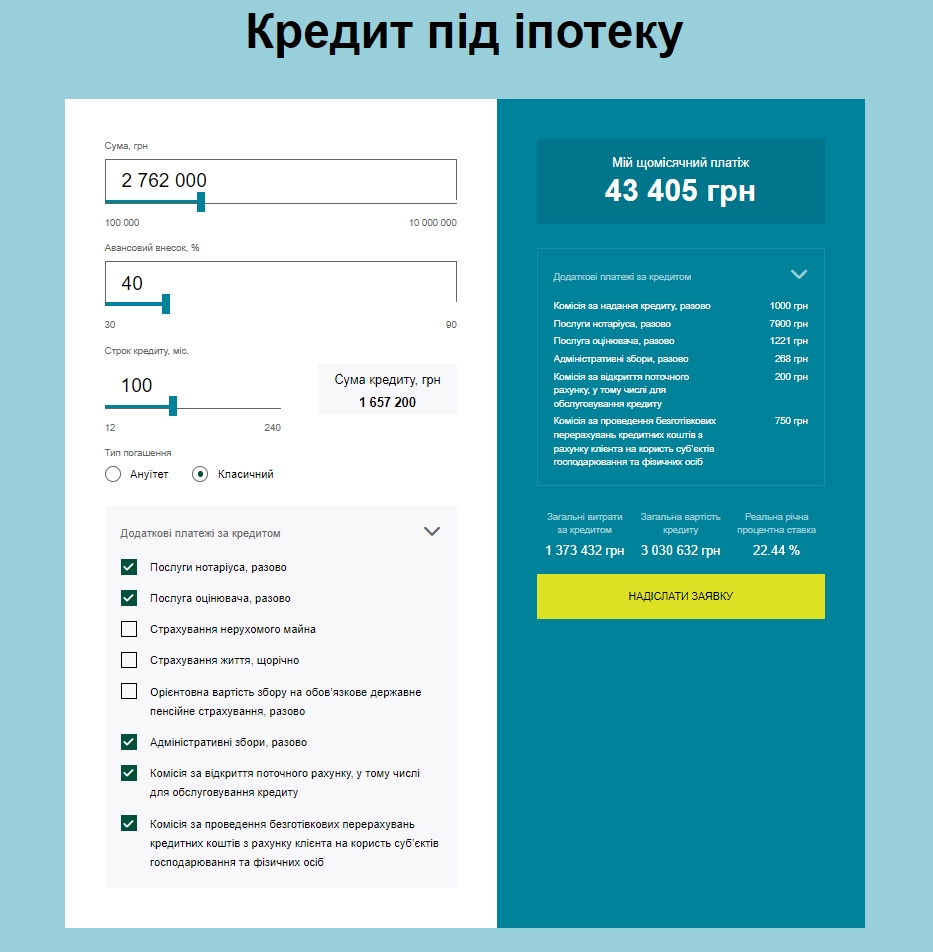 Кредит під іпотеку
Сума, грн
2 762 000
100 000 10 000 000
Авансовий внесок, %
40
30 90
Строк кредиту, міс.
100
12 240
Сума кредиту, грн
1 657 200
Тип погашення
Ануїтет Класичний
Додаткові платежі за кредитом
Послуги нотаріуса, разово
Послуга оцінювача, разово
Страхування нерухомого майна
Страхування життя, щорічно
Орієнтовна вартість збору на обов’язкове державне
пенсійне страхування, разово
Адміністративні збори, разово
Комісія за відкриття поточного рахунку, у тому числі
для обслуговування кредиту
Комісія за проведення безготівкових перерахувань
кредитних коштів з рахунку клієнта на користь суб’єктів
господарювання та фізичних осіб
Мій щомісячний платіж
43 405 грн
Додаткові платежі за кредитом
Комісія за надання кредиту, разово 1000 грн
Послуги нотаріуса, разово 7900 грн
Послуга оцінювача, разово 1221 грн
Адміністративні збори, разово 268 грн
Комісія за відкриття поточного 200 грн
рахунку, у тому числі для
обслуговування кредиту
Комісія за проведення безготівкових 750 грн
перерахувань кредитних коштів з
рахунку клієнта на користь суб’єктів
господарювання та фізичних осіб
Загальні витрати Загальна вартість Реальна річна
за кредитом кредиту процентна ставка
1 373 432 грн 3 030 632 грн 22.44 %
НАДІСЛАТИ ЗАЯВКУ